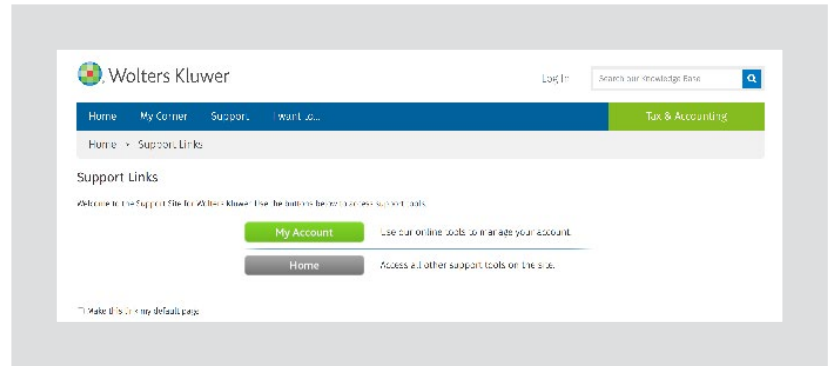 Wolters Kluwer
Log In
Search our Knowledge Base
Home My Corner Support I want to...
Tax & Accounting
Home Support Links
Support Links
Welcome to the Support Site for Wolters Kluwer. Use the buttons below to access support tools.
My Account Use our online tools to manage your account.
Home Access all other support tools on the site.
Make this link my default page